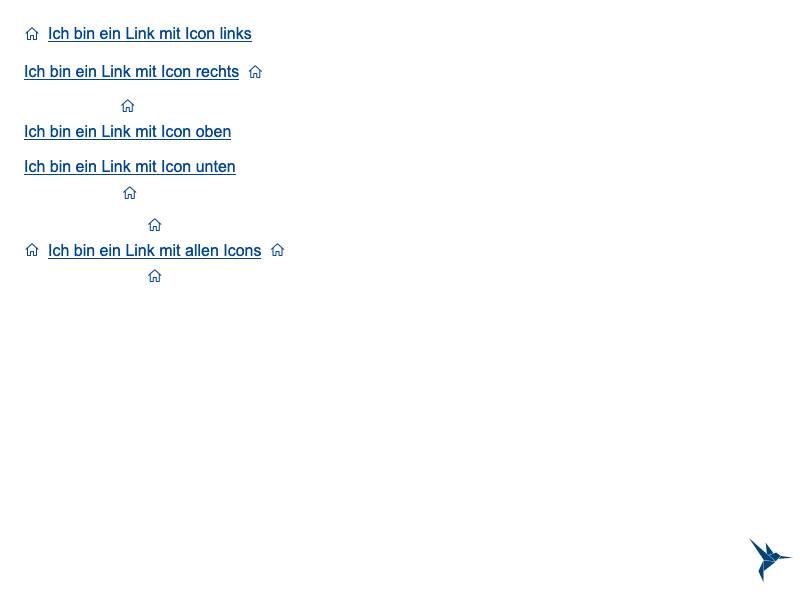 Ich bin ein Link mit Icon links
Ich bin ein Link mit Icon rechts
Ich bin ein Link mit Icon oben
Ich bin ein Link mit Icon unten
Ich bin ein Link mit allen Icons